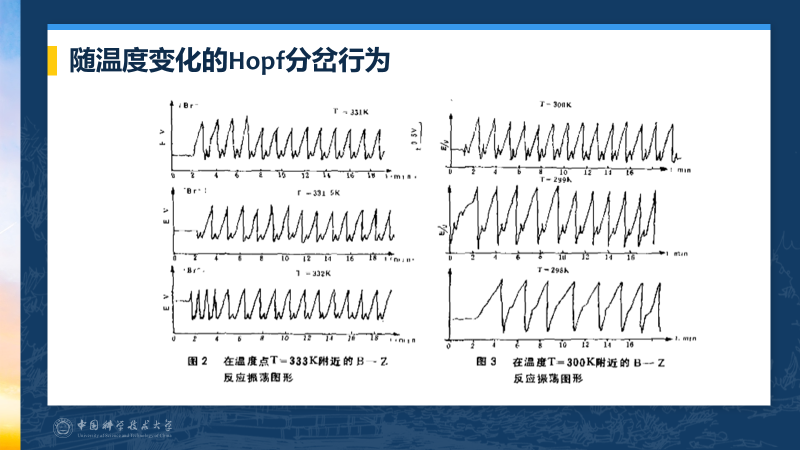 随温度变化的Hopf分岔行为
Br⁻
T = 331K
E V
0 2 4 6 8 10 12 14 16 18 t.min.
Br⁻
T = 331 5K
E V
0 2 4 6 8 10 12 14 16 18 t.min.
Br⁻
T = 332K
E V
0 2 4 6 8 10 12 14 16 18 t.min.
图 2 在温度点T=333K附近的 B—Z
反应振荡图形
T=300K
E/V
0 2 4 6 8 10 12 14 16 18 t. min
T=299K
E/V
0 2 4 6 8 10 12 14 16 t. min
T=298K
0 2 4 6 8 10 12 14 16 t. min
图 3 在温度T=300K附近的 B—Z
反应振荡图形
中国科学技术大学
University of Science and Technology of China